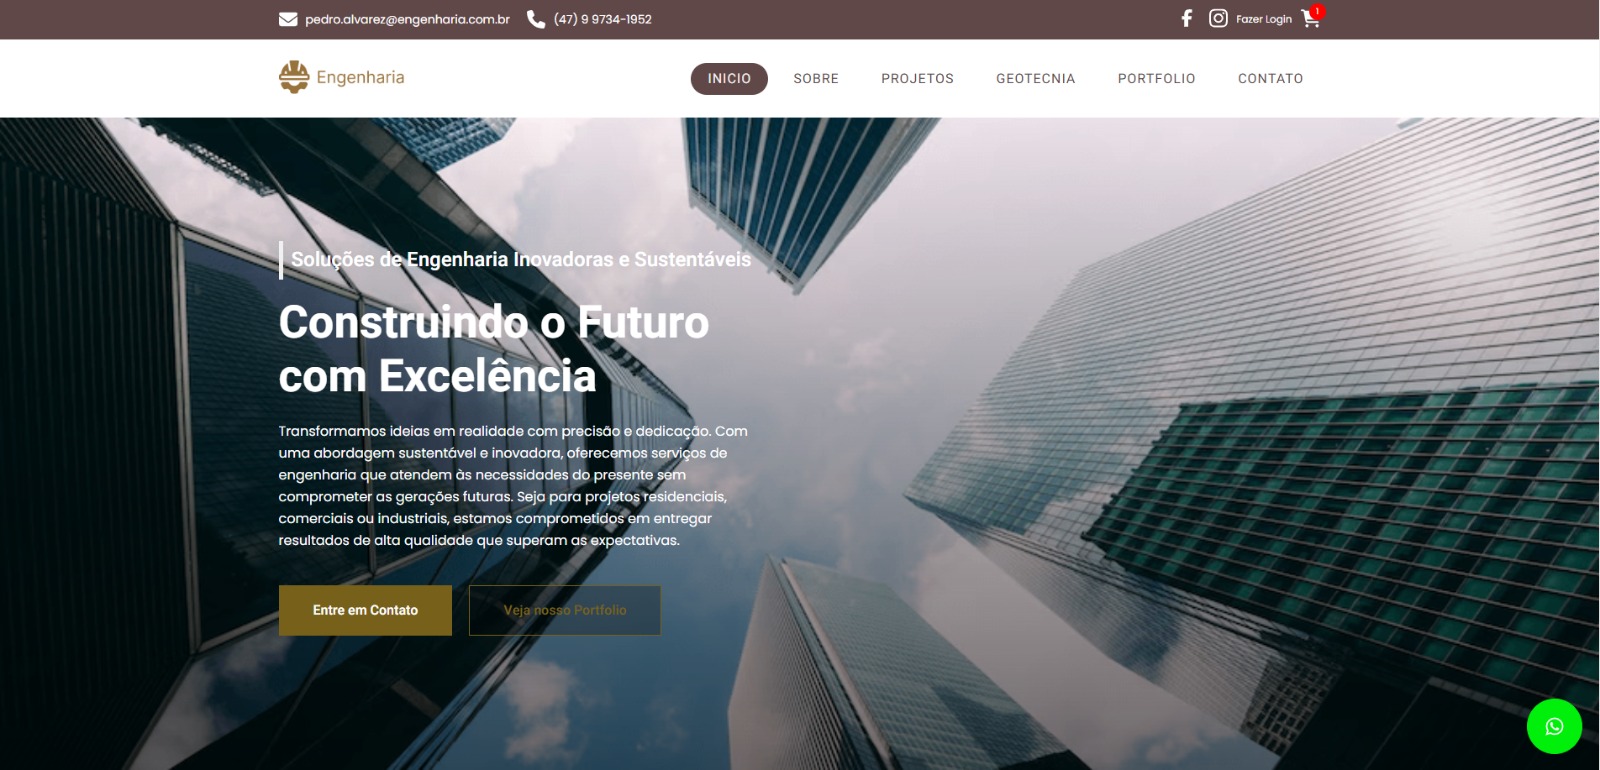 pedro.alvarez@engenharia.com.br (47) 9 9734-1952 Fazer Login 1
Engenharia INICIO SOBRE PROJETOS GEOTECNIA PORTFOLIO CONTATO
Soluções de Engenharia Inovadoras e Sustentáveis
Construindo o Futuro
com Excelência
Transformamos ideias em realidade com precisão e dedicação. Com
uma abordagem sustentável e inovadora, oferecemos serviços de
engenharia que atendem às necessidades do presente sem
comprometer as gerações futuras. Seja para projetos residenciais,
comerciais ou industriais, estamos comprometidos em entregar
resultados de alta qualidade que superam as expectativas.
Entre em Contato Veja nosso Portfolio